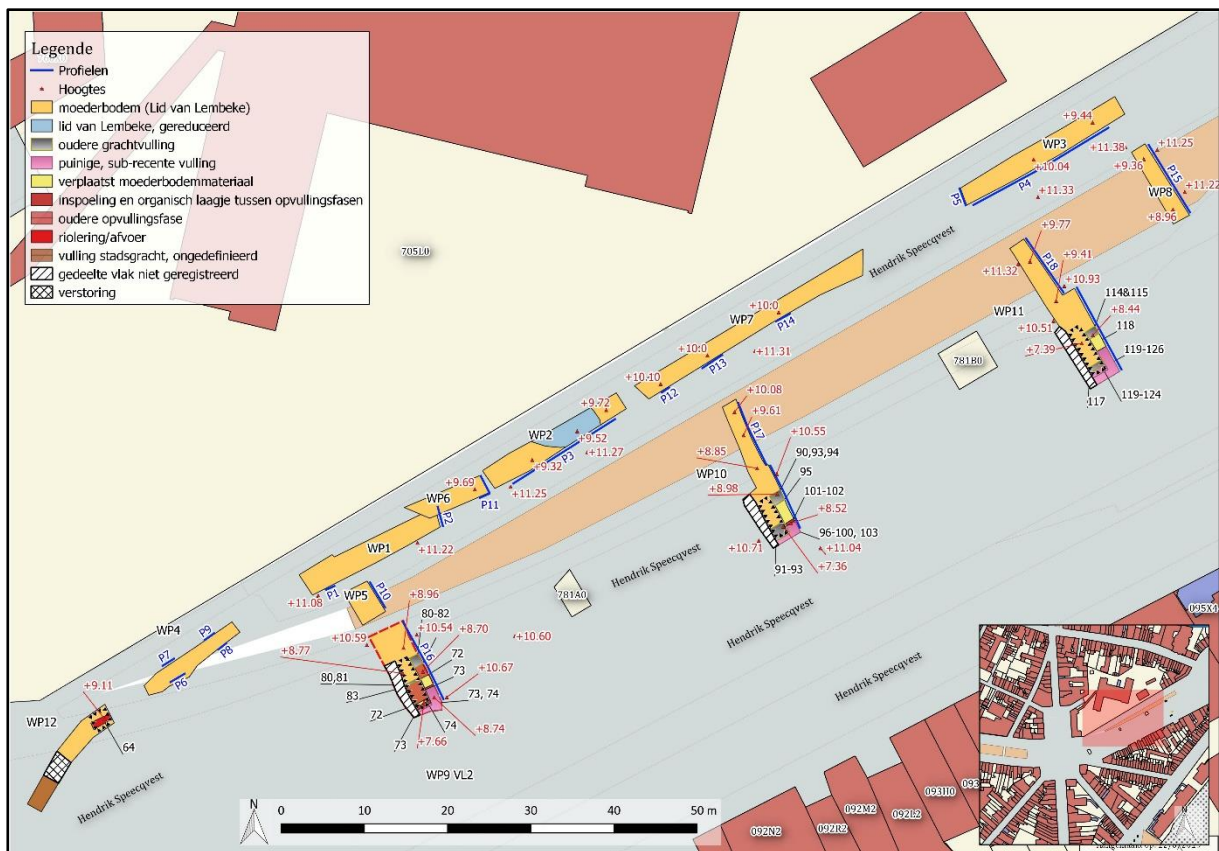 Legende
Profielen
Hoogtes
moederbodem (Lid van Lembeke)
lid van Lembeke, gereduceerd
oudere grachtvulling
puinige, sub-recente vulling
verplaatst moederbodemmateriaal
inspoeling en organisch laagje tussen opvullingsfasen
oudere opvullingsfase
riolering/afvoer
vulling stadsgracht, ongedefinieerd
gedeelte vlak niet geregistreerd
verstoring
705L0
+9.44
WP3
+11.38
+11.25
+10.04
+9.36
P15
P4
P5
+11.33
WP8
+11.22
+8.96
Hendrik Speecqvest
+9.77
+11.32
P18
+9.41
+10.93
114&115
WP11
+8.44
118
+10.51
+7.39
119-126
119-124
117
781B0
+10.0
WP7
P14
+10.0
+11.31
P13
+10.10
P12
+10.08
+9.61
P17
+10.55
+8.85
90,93,94
WP10
95
+8.98
101-102
+8.52
96-100, 103
+10.71
+11.04
+7.36
91-93
+9.72
WP2
+9.52
P3
+11.27
+9.32
+9.69
+11.25
WP6
P11
P2
WP1
+11.22
P1
+11.08
P10
WP5
Hendrik Speecqvest
781A0
Hendrik Speecqvest
Hendrik Speecqvest
WP4
P9
P7
P8
P6
+8.96
80-82
+10.59
+10.54
+8.70
+10.60
P16
72
+8.77
73
+10.67
80,81
83
73, 74
72
74
+8.74
73
+7.66
WP9 VL2
+9.11
WP12
64
Hendrik Speecqvest
N
0
10
20
30
40
50 m
095X4
092N2
092R2
092M2
092L2
093H0
093
N